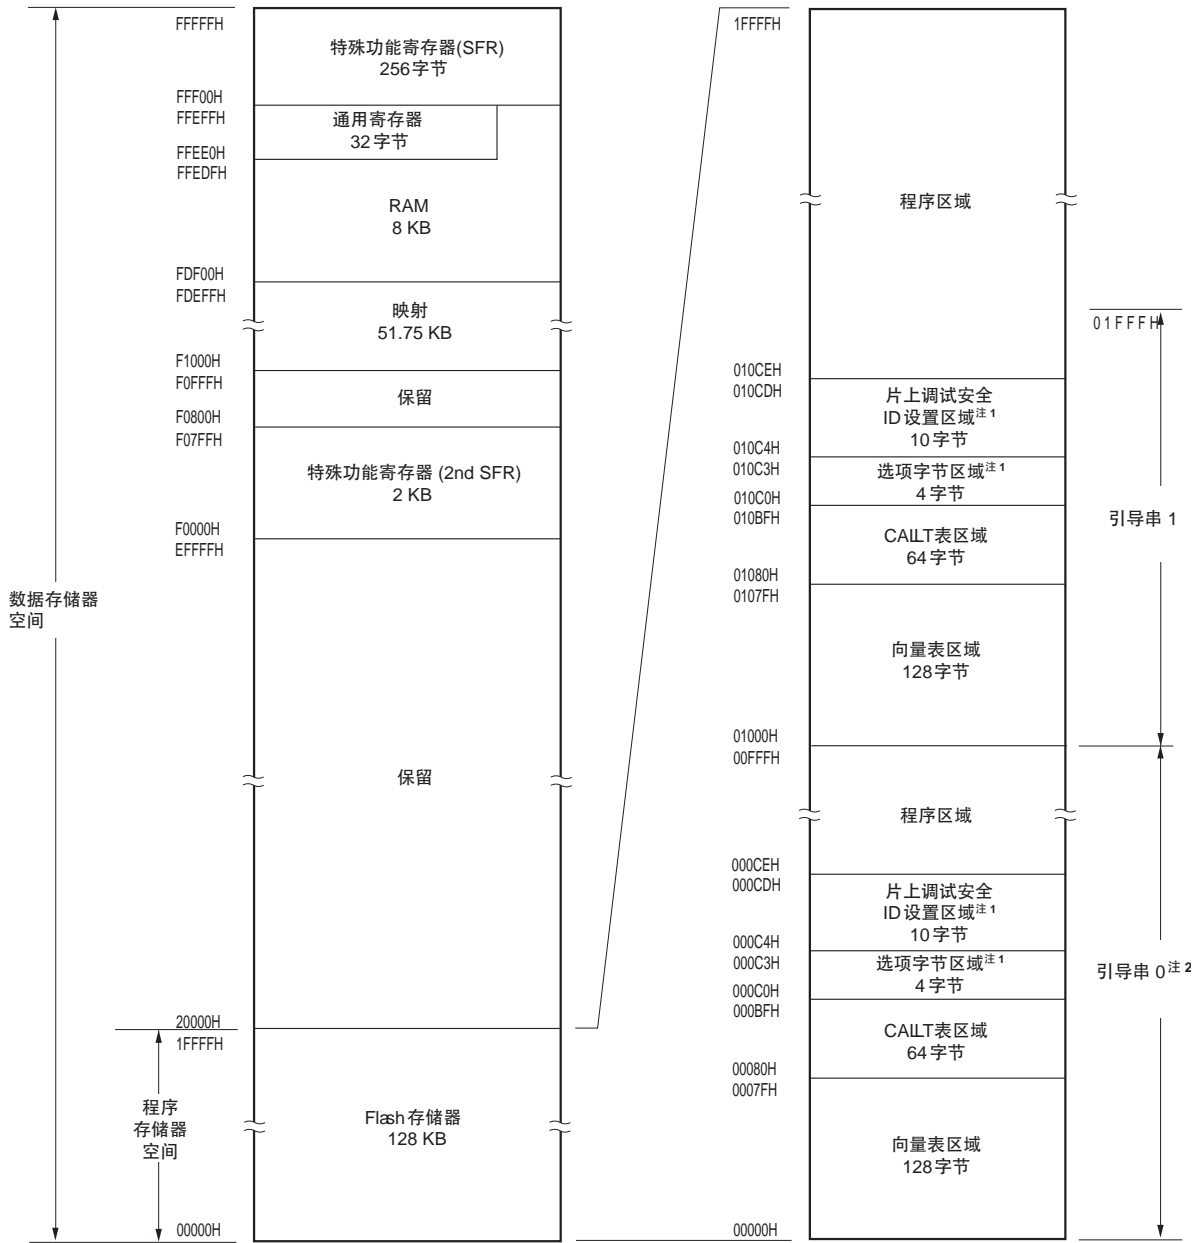 FFFFFH
特殊功能寄存器(SFR)
256字节
FFF00H
FFEFFH
通用寄存器
32字节
FFEE0H
FFEDFH
RAM
8 KB
FDF00H
FDEFFH
映射
51.75 KB
F1000H
F0FFFH
保留
F0800H
F07FFH
特殊功能寄存器 (2nd SFR)
2 KB
F0000H
EFFFFH
数据存储器
空间
保留
20000H
1FFFFH
程序
存储器
空间
Flash存储器
128 KB
00000H
1FFFFH
程序区域
01FFFH
010CEH
010CDH
片上调试安全
ID设置区域注1
10字节
010C4H
010C3H
选项字节区域注1
4字节
010C0H
010BFH
引导串 1
CALLT表区域
64字节
01080H
0107FH
向量表区域
128字节
01000H
00FFFH
程序区域
000CEH
000CDH
片上调试安全
ID设置区域注1
10字节
000C4H
000C3H
选项字节区域注1
4字节
引导串 0注2
000C0H
000BFH
CALLT表区域
64字节
00080H
0007FH
向量表区域
128字节
00000H